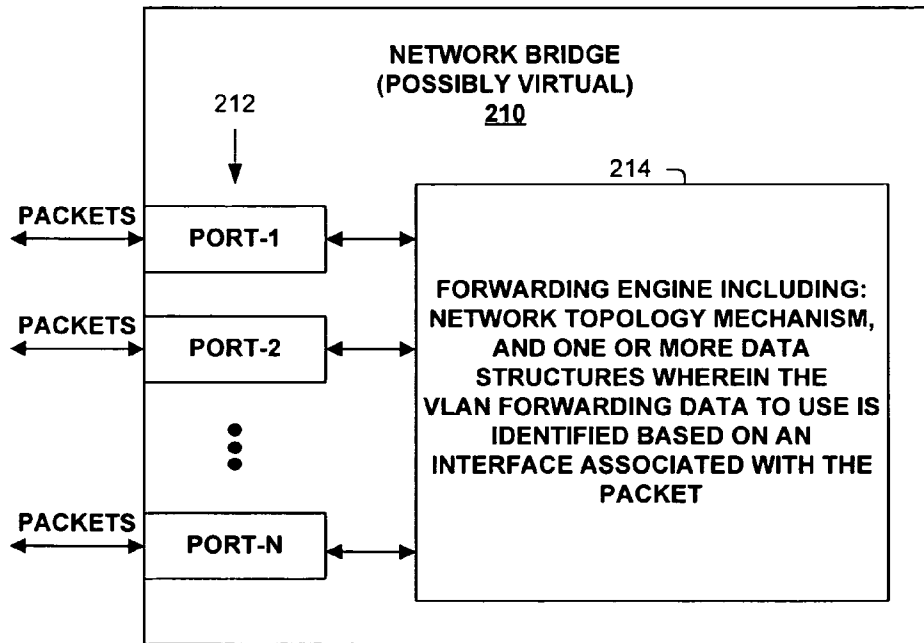 NETWORK BRIDGE
(POSSIBLY VIRTUAL)
210
212
214
PACKETS
PORT-1
PACKETS
PORT-2
PACKETS
PORT-N
FORWARDING ENGINE INCLUDING:
NETWORK TOPOLOGY MECHANISM,
AND ONE OR MORE DATA
STRUCTURES WHEREIN THE
VLAN FORWARDING DATA TO USE IS
IDENTIFIED BASED ON AN
INTERFACE ASSOCIATED WITH THE
PACKET